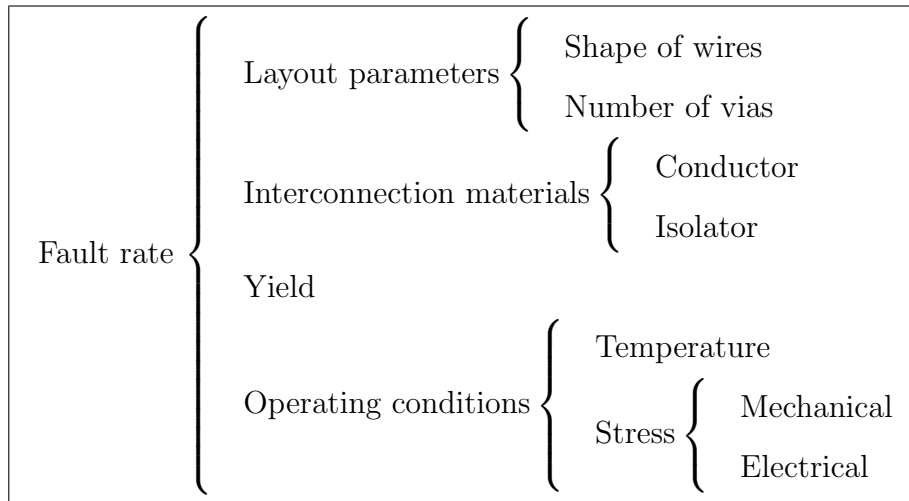 Fault rate
Layout parameters
Shape of wires
Number of vias
Interconnection materials
Conductor
Isolator
Yield
Operating conditions
Temperature
Stress
Mechanical
Electrical